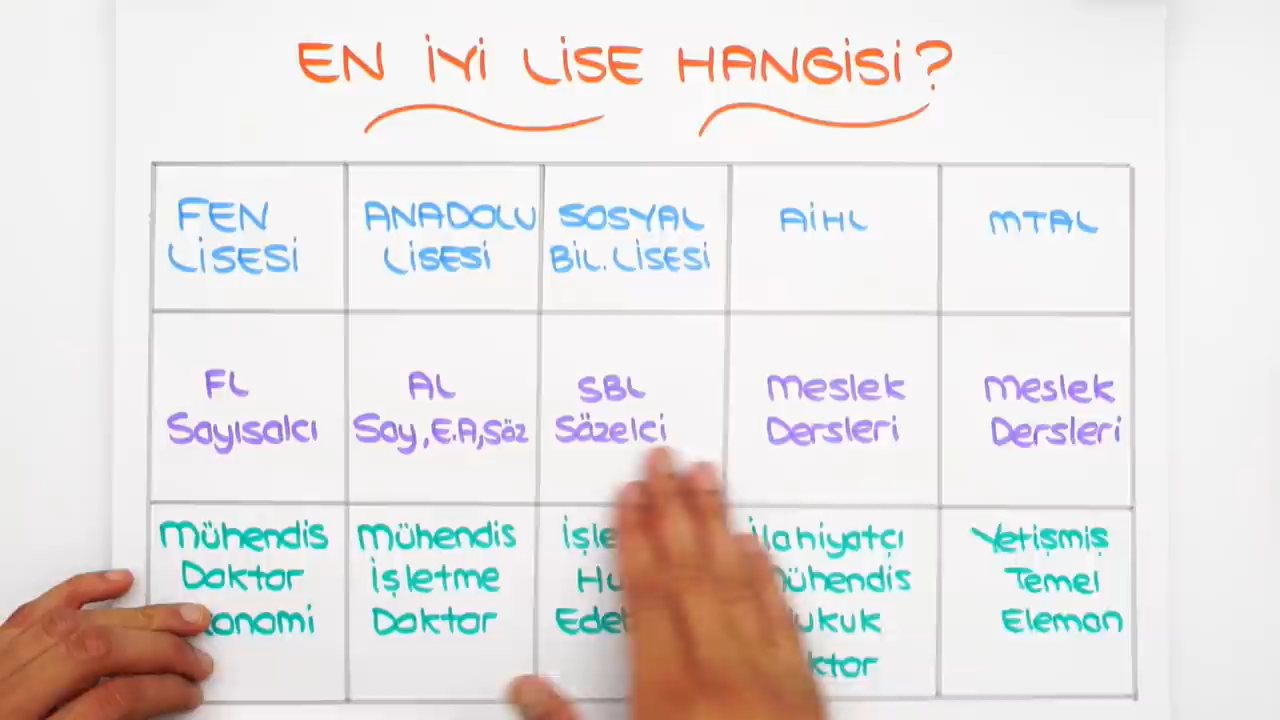 EN İYİ LİSE HANGİSİ?
FEN
LİSESİ
ANADOLU
LİSESİ
SOSYAL
BİL. LİSESİ
AİHL
MTAL
FL
Sayısalcı
AL
Say, E.A, Söz
SBL
Sözelci
Meslek
Dersleri
Meslek
Dersleri
Mühendis
Doktor
Mühendis
İşletme
Doktor
Mühendis
Yetişmiş
Temel
Eleman